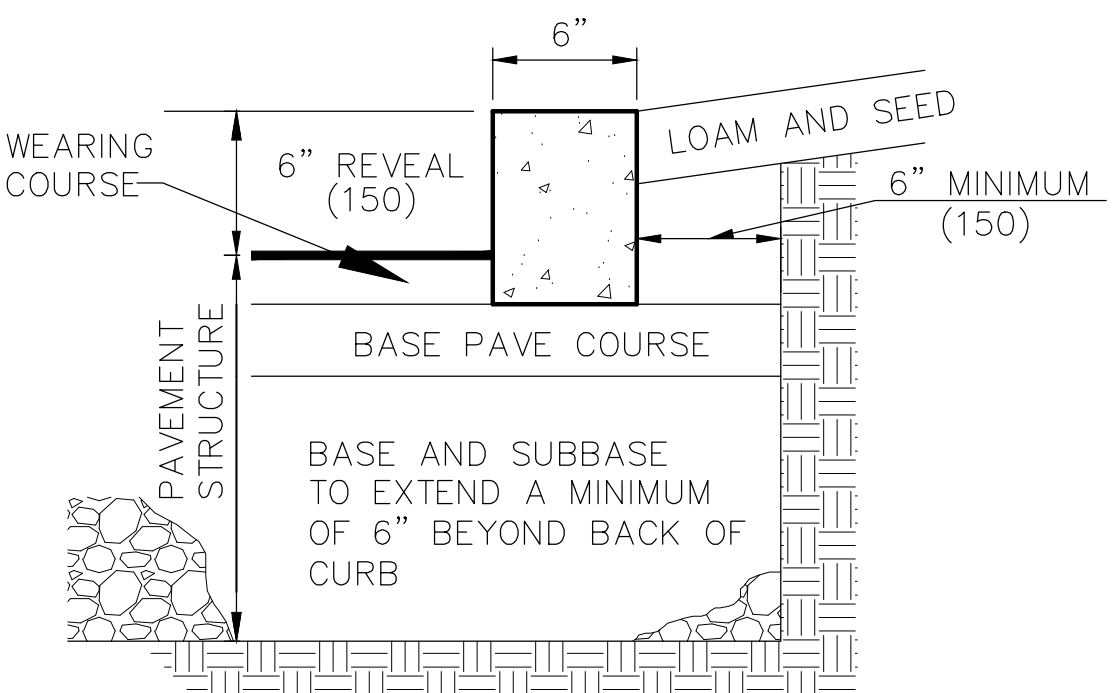 6”
WEARING
COURSE
6” REVEAL
(150)
LOAM AND SEED
6” MINIMUM
(150)
BASE PAVE COURSE
PAVEMENT
STRUCTURE
BASE AND SUBBASE
TO EXTEND A MINIMUM
OF 6” BEYOND BACK OF
CURB